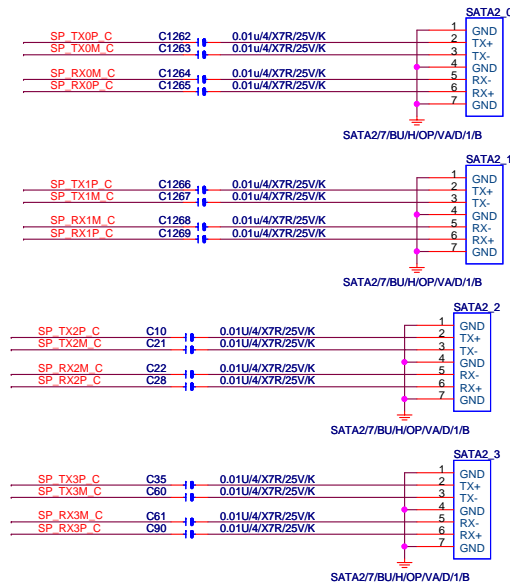 SATA2_0
1 GND
SP_TX0P_C C1262 0.01u/4/X7R/25V/K 2 TX+
SP_TX0M_C C1263 0.01u/4/X7R/25V/K 3 TX-
4 GND
SP_RX0M_C C1264 0.01u/4/X7R/25V/K 5 RX-
SP_RX0P_C C1265 0.01u/4/X7R/25V/K 6 RX+
7 GND
SATA2/7/BU/H/OP/VA/D/1/B
SATA2_1
1 GND
SP_TX1P_C C1266 0.01u/4/X7R/25V/K 2 TX+
SP_TX1M_C C1267 0.01u/4/X7R/25V/K 3 TX-
4 GND
SP_RX1M_C C1268 0.01u/4/X7R/25V/K 5 RX-
SP_RX1P_C C1269 0.01u/4/X7R/25V/K 6 RX+
7 GND
SATA2/7/BU/H/OP/VA/D/1/B
SATA2_2
1 GND
SP_TX2P_C C10 0.01U/4/X7R/25V/K 2 TX+
SP_TX2M_C C21 0.01U/4/X7R/25V/K 3 TX-
4 GND
SP_RX2M_C C22 0.01U/4/X7R/25V/K 5 RX-
SP_RX2P_C C28 0.01U/4/X7R/25V/K 6 RX+
7 GND
SATA2/7/BU/H/OP/VA/D/1/B
SATA2_3
1 GND
SP_TX3P_C C35 0.01U/4/X7R/25V/K 2 TX+
SP_TX3M_C C60 0.01U/4/X7R/25V/K 3 TX-
4 GND
SP_RX3M_C C61 0.01U/4/X7R/25V/K 5 RX-
SP_RX3P_C C90 0.01U/4/X7R/25V/K 6 RX+
7 GND
SATA2/7/BU/H/OP/VA/D/1/B